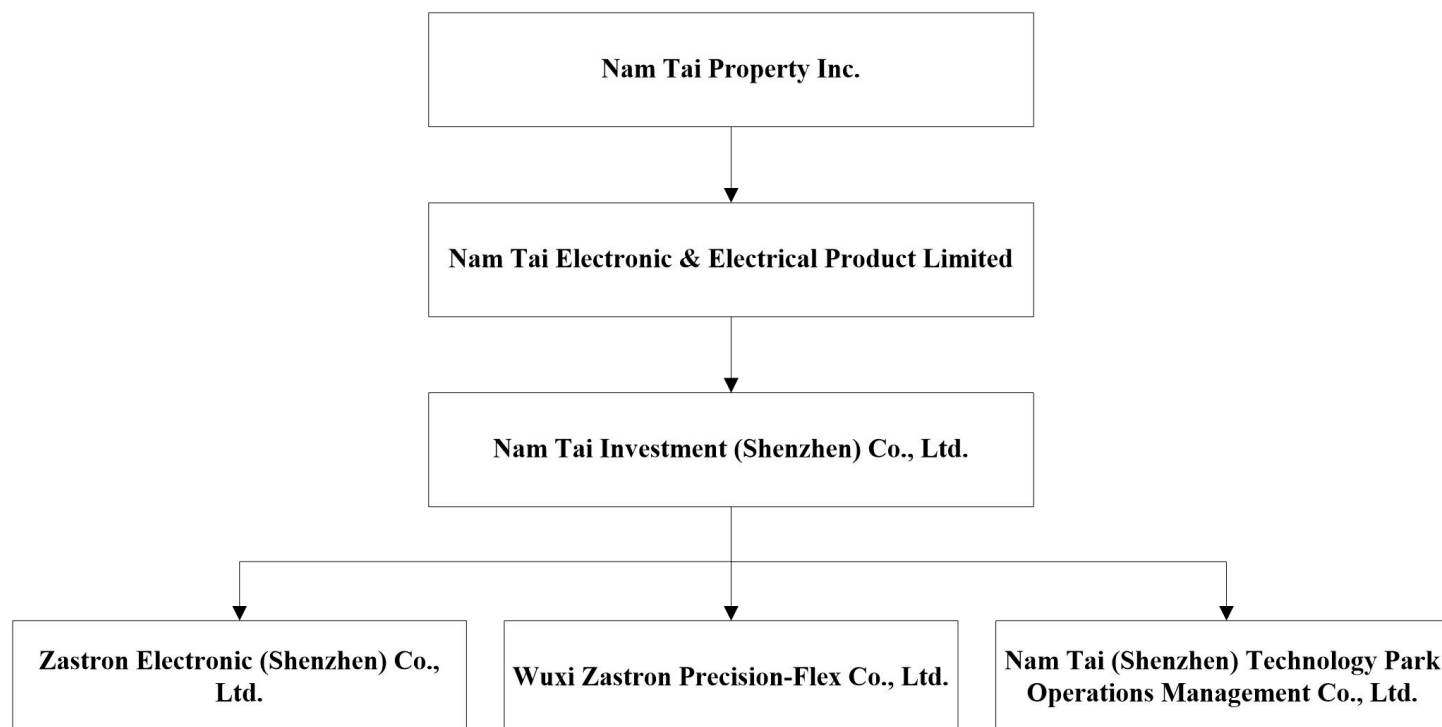 Nam Tai Property Inc.
Nam Tai Electronic & Electrical Product Limited
Nam Tai Investment (Shenzhen) Co., Ltd.
Zastron Electronic (Shenzhen) Co.,
Ltd.
Wuxi Zastron Precision-Flex Co., Ltd.
Nam Tai (Shenzhen) Technology Park
Operations Management Co., Ltd.